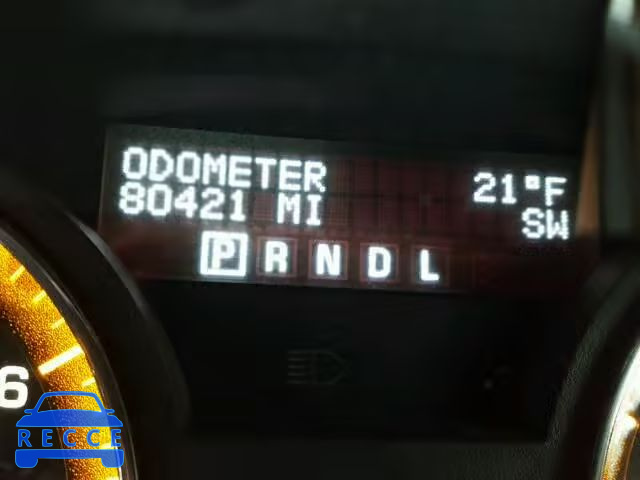 ODOMETER 21°F
80421 MI SW
P R N D L
6
RECCE